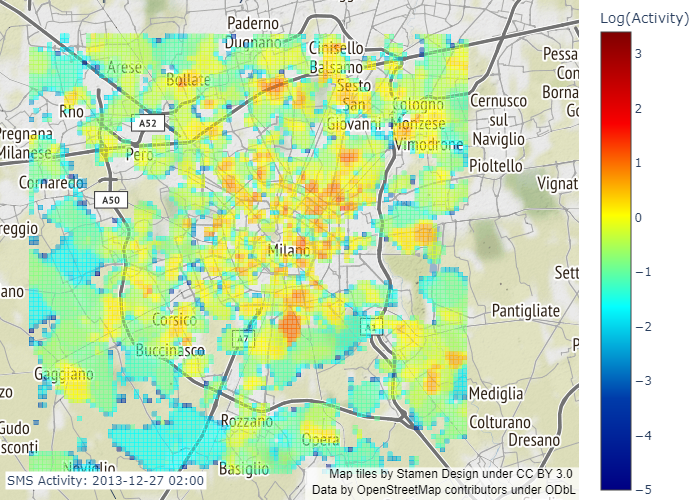 Paderno
Dugnano
Cinisello
Balsamo
Log(Activity)
Arese
Bollate
Sesto
San
Giovanni
Cologno
Monzese
Cernusco
sul
Naviglio
Pessa
Borna
Rho
A52
Pregnana
Milanese
Pero
Vimodrone
Pioltello
Cornaredo
A50
Vignat
reggio
Milano
Sett
ano
Pantigliate
Corsico
A7
A1
Buccinasco
Gaggiano
zo
Mediglia
Rozzano
Colturano
Gudo
sconti
Opera
Dresano
Noviglio
Basiglio
SMS Activity: 2013-12-27 02:00
Map tiles by Stamen Design under CC BY 3.0
Data by OpenStreetMap contributors under ODbL
3
2
1
0
−1
−2
−3
−4
−5